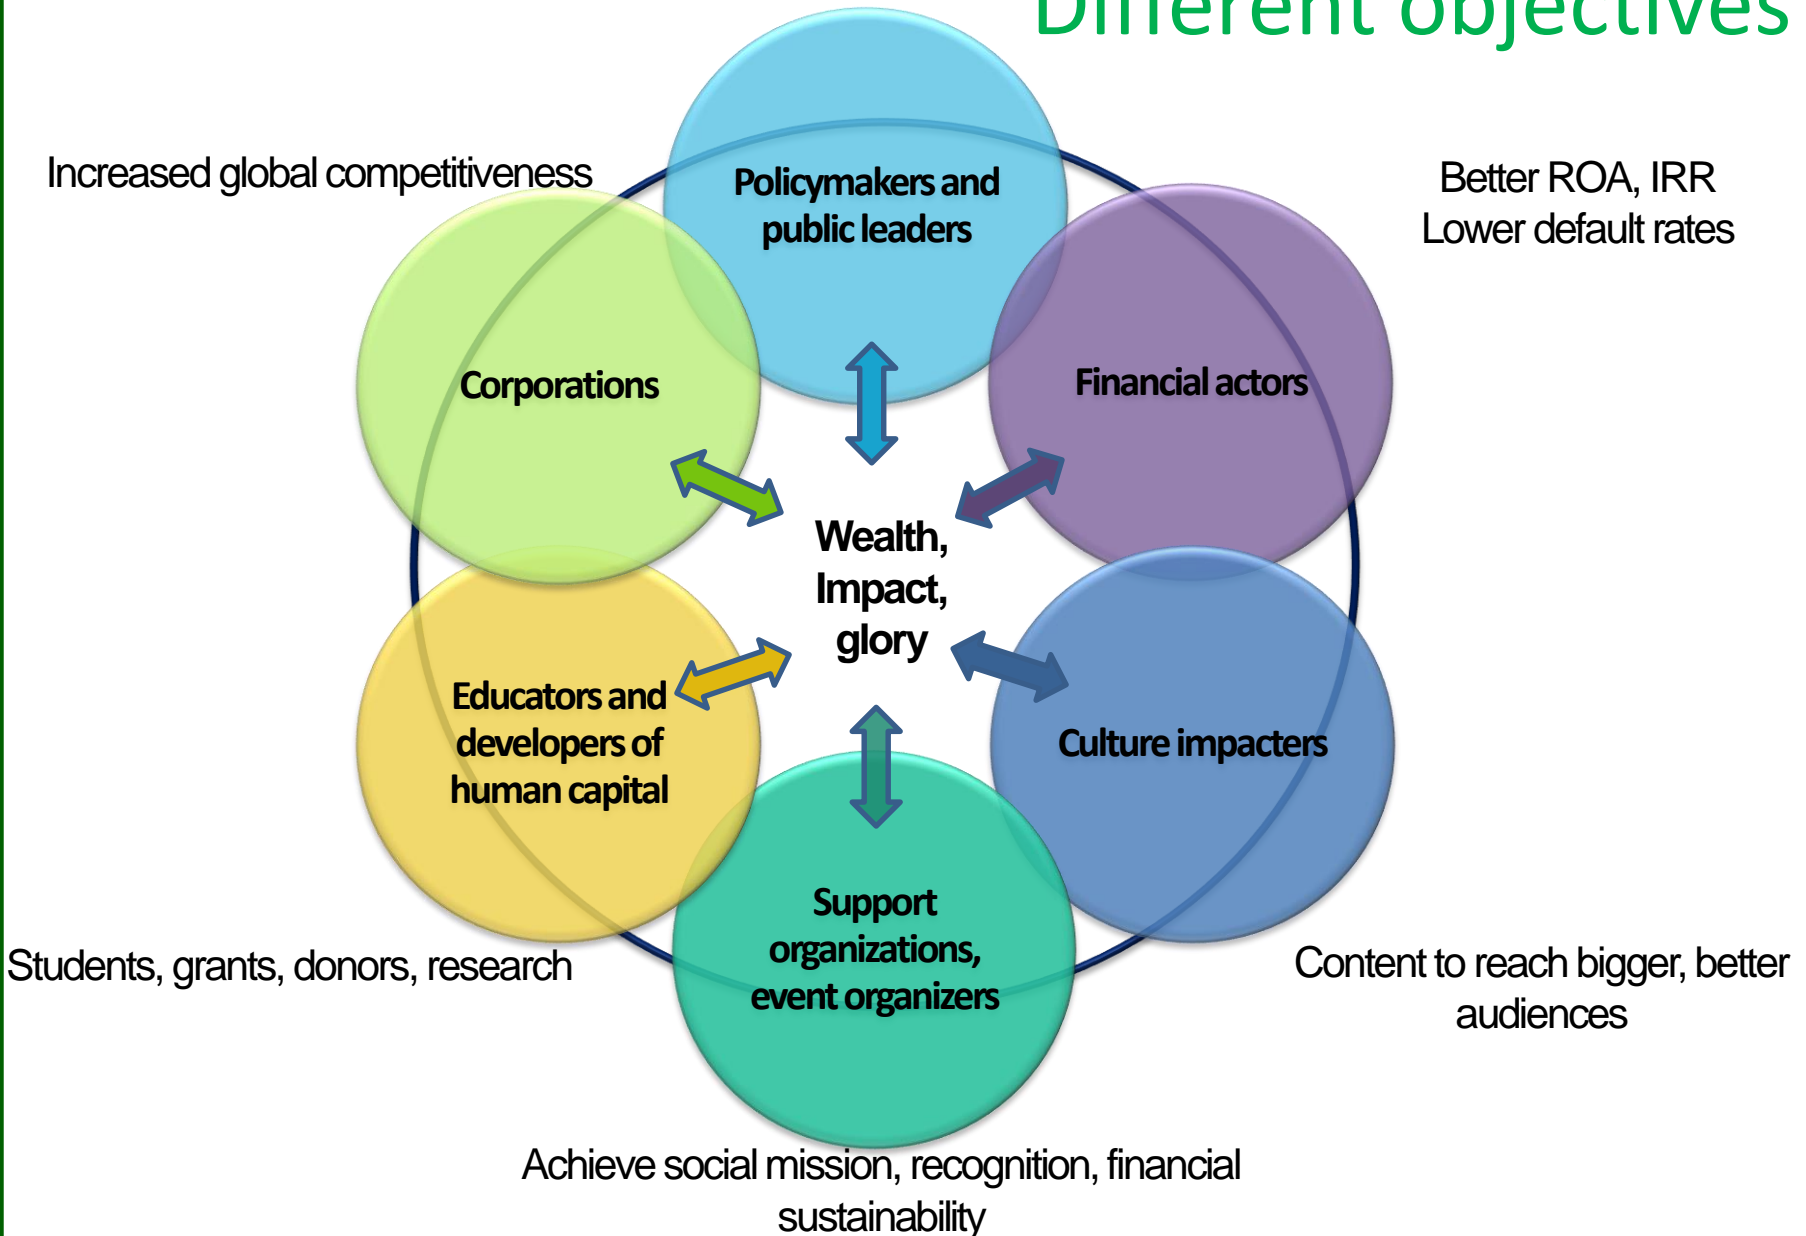 Different objectives
Increased global competitiveness
Policymakers and
public leaders
Better ROA, IRR
Lower default rates
Corporations
Financial actors
Wealth,
Impact,
glory
Educators and
developers of
human capital
Culture impacters
Support
organizations,
event organizers
Students, grants, donors, research
Content to reach bigger, better
audiences
Achieve social mission, recognition, financial
sustainability